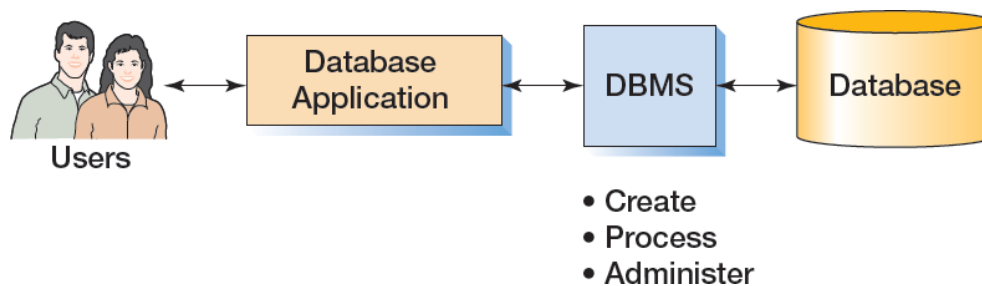 Users
Database
Application
DBMS
Database
• Create
• Process
• Administer